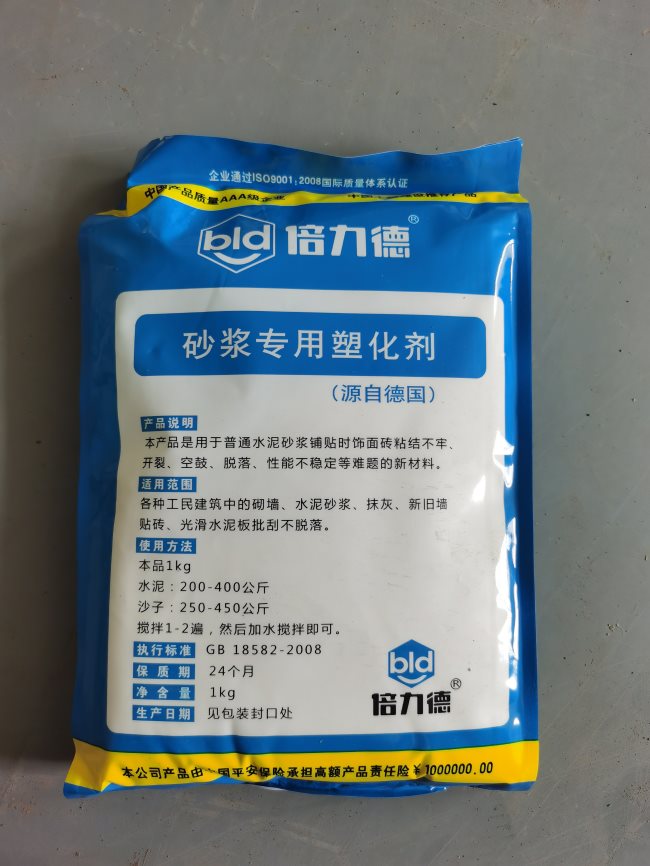 企业通过ISO9001:2008国际质量体系认证
中国产品质量AAA级企业
推荐产品
bld 倍力德®
砂浆专用塑化剂
(源自德国)
产品说明
本产品是用于普通水泥砂浆铺贴时饰面砖粘结不牢、
开裂、空鼓、脱落、性能不稳定等难题的新材料。
适用范围
各种工民建筑中的砌墙、水泥砂浆、抹灰、新旧墙
贴砖、光滑水泥板批刮不脱落。
使用方法
本品1kg
水泥:200-400公斤
沙子:250-450公斤
搅拌1-2遍,然后加水搅拌即可。
执行标准 GB 18582-2008
保质期 24个月
净含量 1kg
生产日期 见包装封口处
bld
倍力德®
本公司产品由 国平安保险承担高额产品责任险¥1000000.00